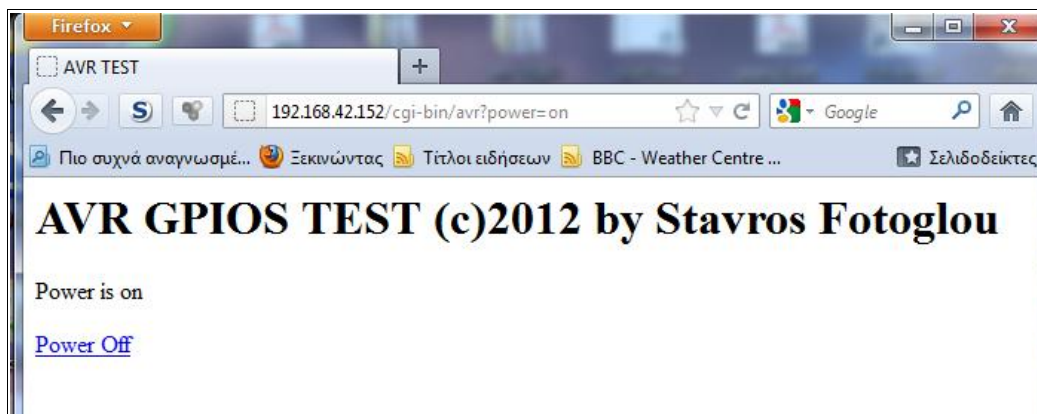 Firefox
AVR TEST
192.168.42.152/cgi-bin/avr?power=on
Google
Πιο συχνά αναγνωσμέ... Ξεκινώντας Τίτλοι ειδήσεων BBC - Weather Centre ... Σελιδοδείκτες
AVR GPIOS TEST (c)2012 by Stavros Fotoglou
Power is on
Power Off